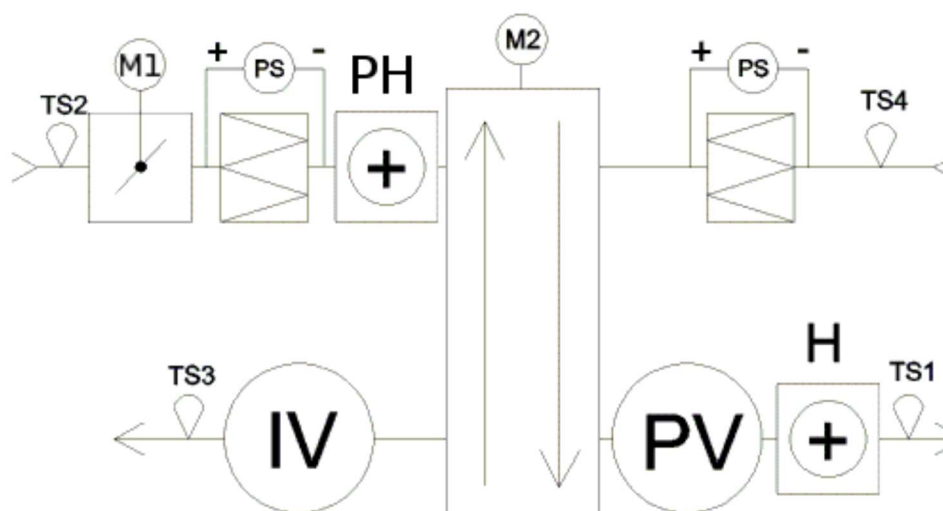 M2
+ PS -
+ PS -
M1
PH
TS2
TS4
+
H
TS3
TS1
IV
PV
+